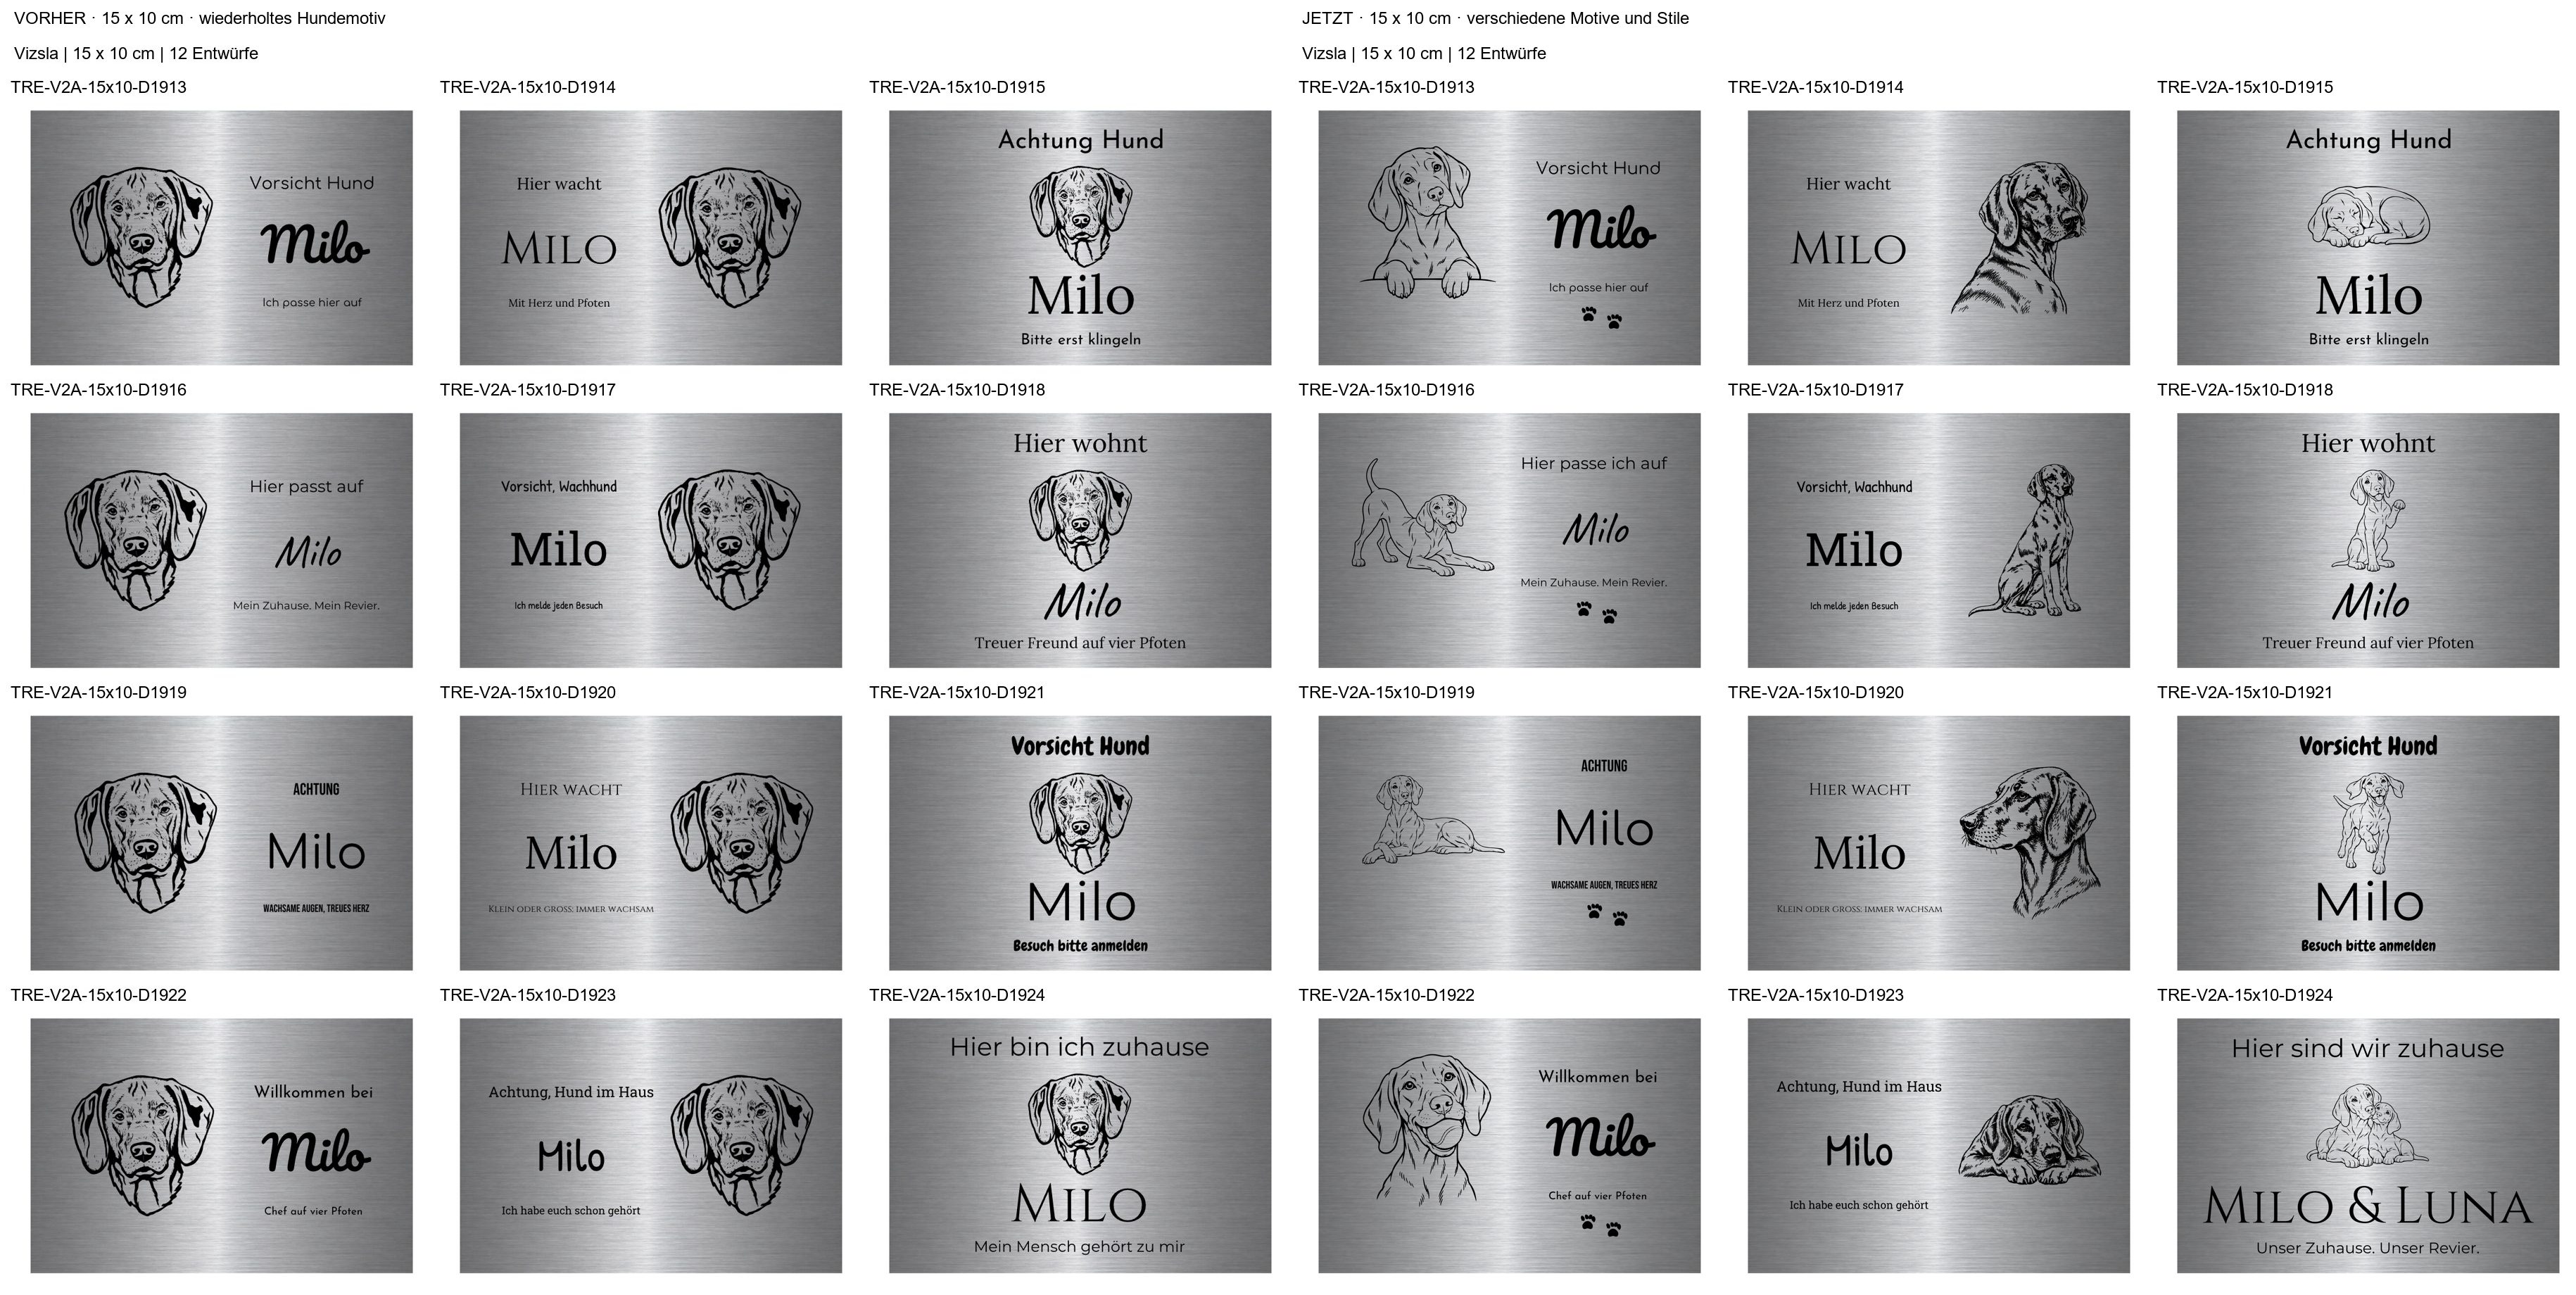 VORHER · 15 x 10 cm · wiederholtes Hundemotiv
Vizsla | 15 x 10 cm | 12 Entwürfe
TRE-V2A-15x10-D1913
Vorsicht Hund
Milo
Ich passe hier auf
TRE-V2A-15x10-D1914
Hier wacht
MILO
Mit Herz und Pfoten
TRE-V2A-15x10-D1915
Achtung Hund
Milo
Bitte erst klingeln
TRE-V2A-15x10-D1916
Hier passt auf
Milo
Mein Zuhause. Mein Revier.
TRE-V2A-15x10-D1917
Vorsicht, Wachhund
Milo
Ich melde jeden Besuch
TRE-V2A-15x10-D1918
Hier wohnt
Milo
Treuer Freund auf vier Pfoten
TRE-V2A-15x10-D1919
ACHTUNG
Milo
WACHSAME AUGEN, TREUES HERZ
TRE-V2A-15x10-D1920
HIER WACHT
Milo
KLEIN ODER GROSS: IMMER WACHSAM
TRE-V2A-15x10-D1921
Vorsicht Hund
Milo
Besuch bitte anmelden
TRE-V2A-15x10-D1922
Willkommen bei
Milo
Chef auf vier Pfoten
TRE-V2A-15x10-D1923
Achtung, Hund im Haus
Milo
Ich habe euch schon gehört
TRE-V2A-15x10-D1924
Hier bin ich zuhause
MILO
Mein Mensch gehört zu mir
JETZT · 15 x 10 cm · verschiedene Motive und Stile
Vizsla | 15 x 10 cm | 12 Entwürfe
TRE-V2A-15x10-D1913
Vorsicht Hund
Milo
Ich passe hier auf
TRE-V2A-15x10-D1914
Hier wacht
MILO
Mit Herz und Pfoten
TRE-V2A-15x10-D1915
Achtung Hund
Milo
Bitte erst klingeln
TRE-V2A-15x10-D1916
Hier passe ich auf
Milo
Mein Zuhause. Mein Revier.
TRE-V2A-15x10-D1917
Vorsicht, Wachhund
Milo
Ich melde jeden Besuch
TRE-V2A-15x10-D1918
Hier wohnt
Milo
Treuer Freund auf vier Pfoten
TRE-V2A-15x10-D1919
ACHTUNG
Milo
WACHSAME AUGEN, TREUES HERZ
TRE-V2A-15x10-D1920
HIER WACHT
Milo
KLEIN ODER GROSS: IMMER WACHSAM
TRE-V2A-15x10-D1921
Vorsicht Hund
Milo
Besuch bitte anmelden
TRE-V2A-15x10-D1922
Willkommen bei
Milo
Chef auf vier Pfoten
TRE-V2A-15x10-D1923
Achtung, Hund im Haus
Milo
Ich habe euch schon gehört
TRE-V2A-15x10-D1924
Hier sind wir zuhause
MILO & LUNA
Unser Zuhause. Unser Revier.